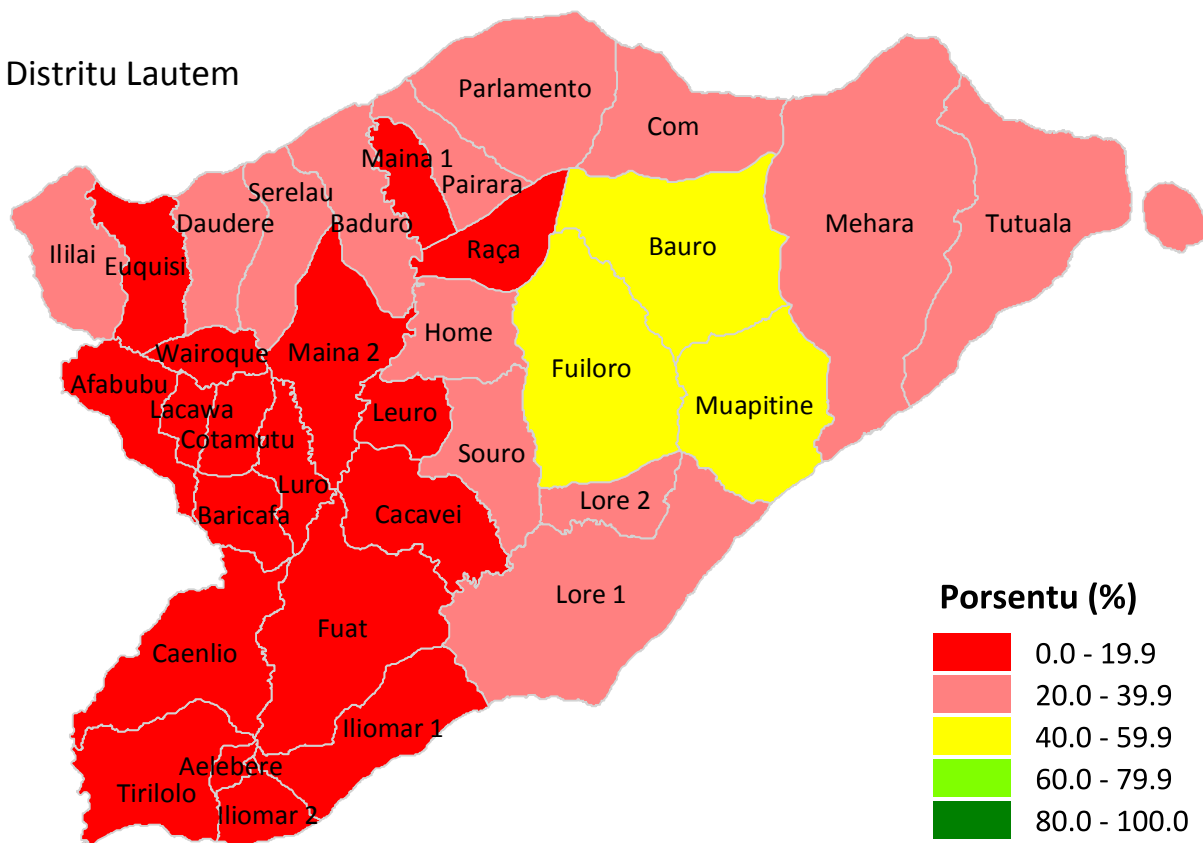 Distritu Lautem
Parlamento
Com
Maina 1
Pairara
Serelau
Daudere
Baduro
Mehara
Tutuala
Ililai
Euquisi
Raça
Bauro
Home
Wairoque
Maina 2
Fuiloro
Afabubu
Lacawa
Leuro
Muapitine
Cotamutu
Souro
Luro
Lore 2
Baricafa
Cacavei
Lore 1
Fuat
Caenlio
Iliomar 1
Aelebere
Tirilolo
Iliomar 2
Porsentu (%)
0.0 - 19.9
20.0 - 39.9
40.0 - 59.9
60.0 - 79.9
80.0 - 100.0